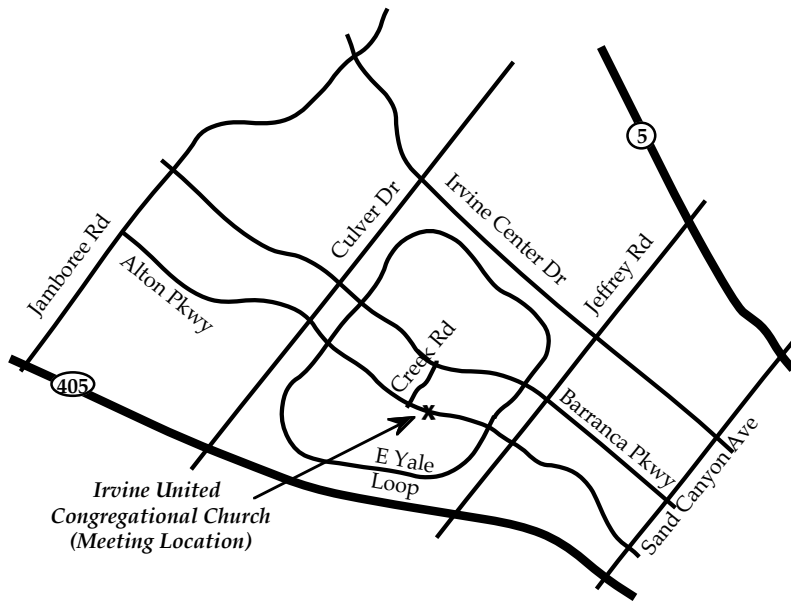 5
Culver Dr
Irvine Center Dr
Jamboree Rd
Alton Pkwy
Jeffrey Rd
Creek Rd
405
x
Barranca Pkwy
E Yale
Loop
Sand Canyon Ave
Irvine United
Congregational Church
(Meeting Location)